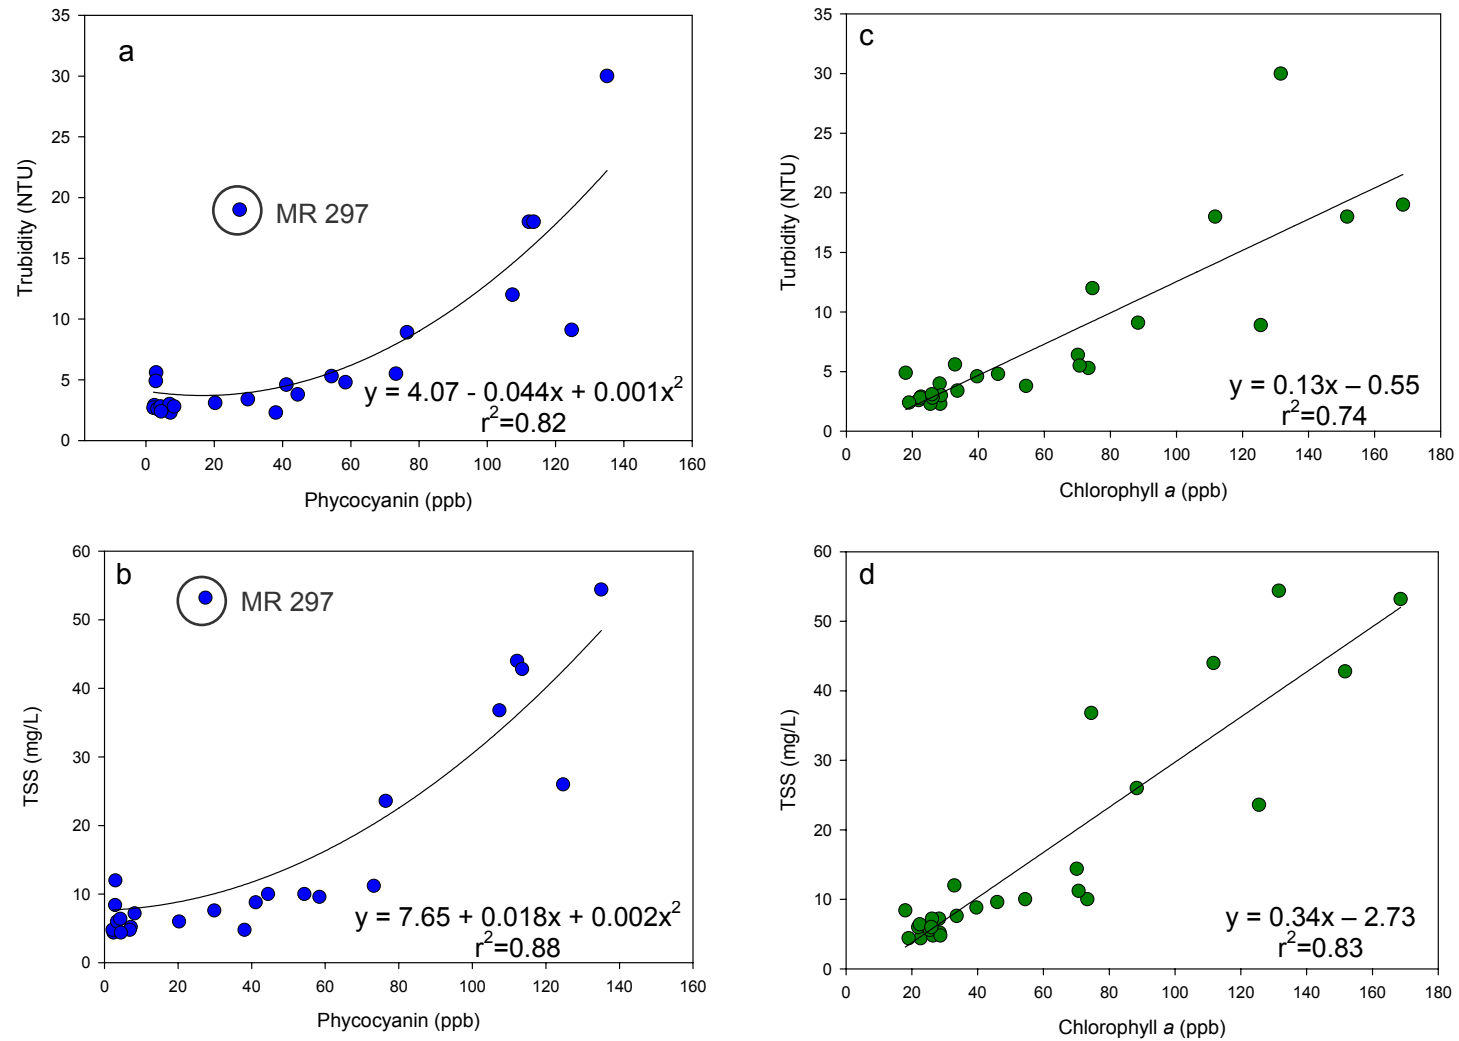 a
35
30
25
20
15
10
5
0
Trubidity (NTU)
MR 297
y = 4.07 - 0.044x + 0.001x²
r²=0.82
0 20 40 60 80 100 120 140 160
Phycocyanin (ppb)
c
35
30
25
20
15
10
5
0
Turbidity (NTU)
y = 0.13x – 0.55
r²=0.74
0 20 40 60 80 100 120 140 160 180
Chlorophyll a (ppb)
b
60
50
40
30
20
10
0
TSS (mg/L)
MR 297
y = 7.65 + 0.018x + 0.002x²
r²=0.88
0 20 40 60 80 100 120 140 160
Phycocyanin (ppb)
d
60
50
40
30
20
10
0
TSS (mg/L)
y = 0.34x – 2.73
r²=0.83
0 20 40 60 80 100 120 140 160 180
Chlorophyll a (ppb)